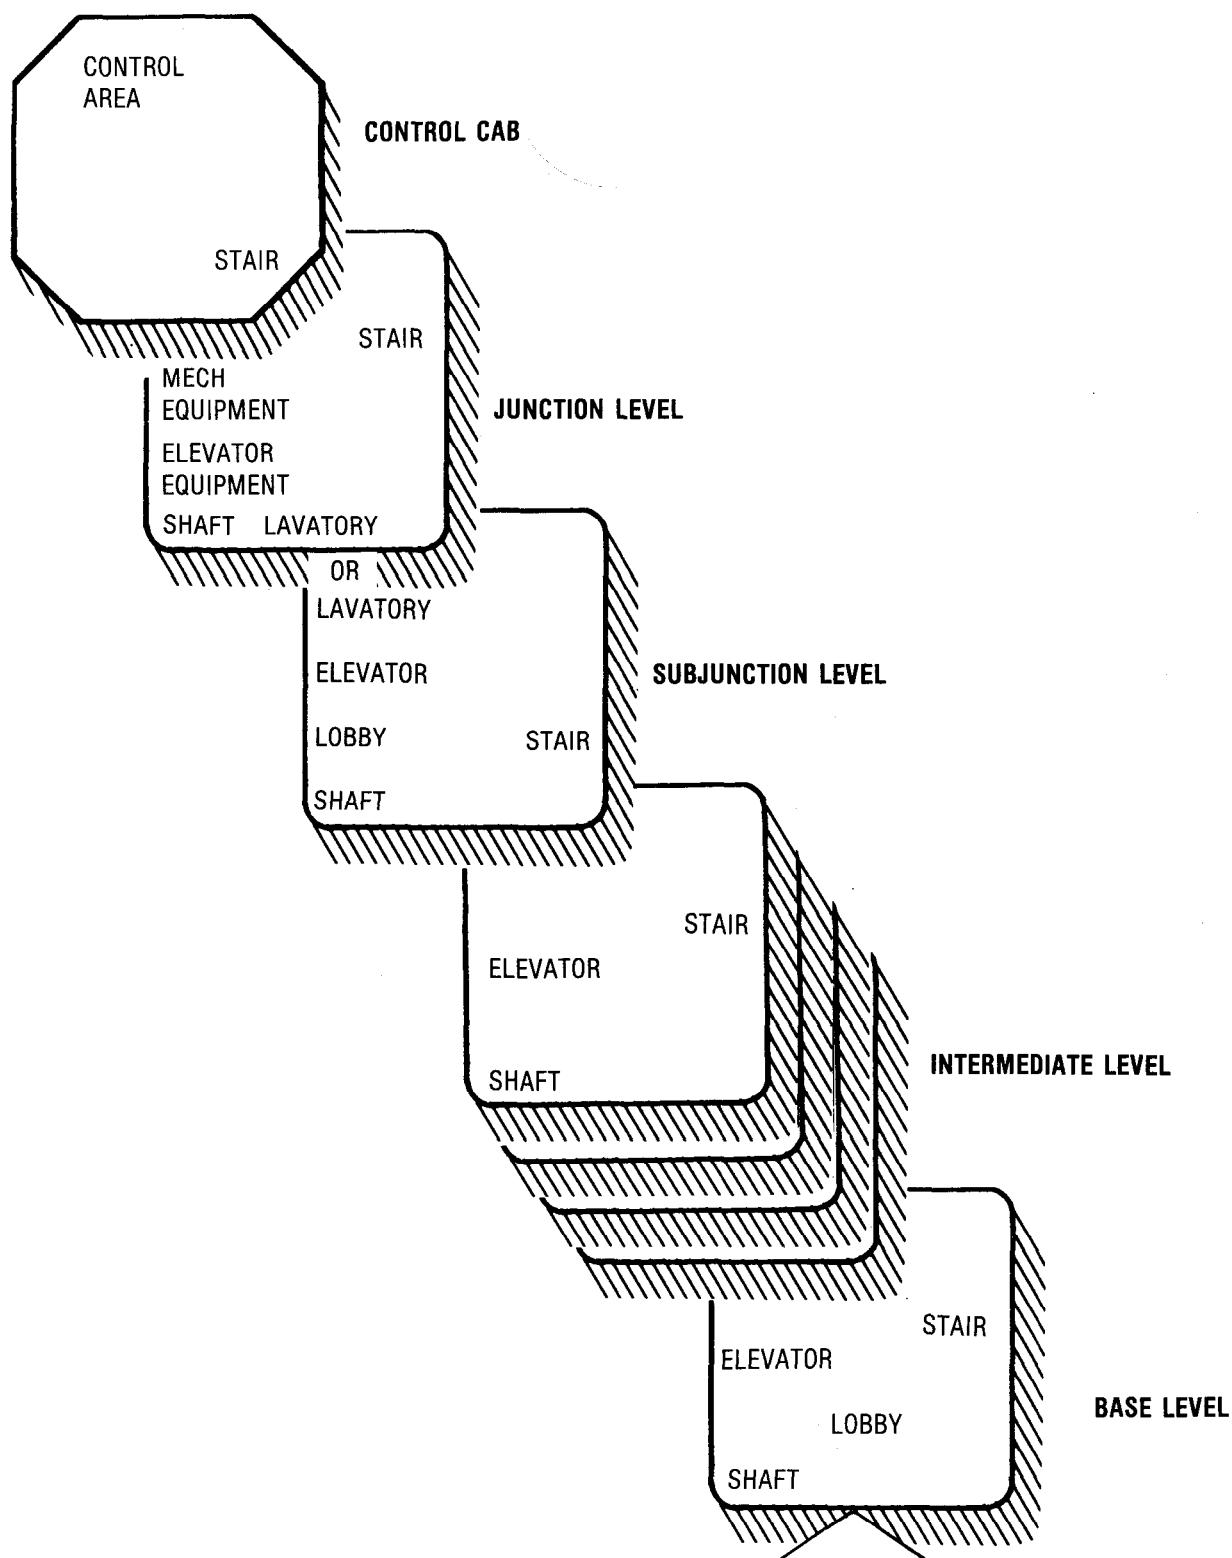 CONTROL
AREA
CONTROL CAB
STAIR
STAIR
MECH
EQUIPMENT
JUNCTION LEVEL
ELEVATOR
EQUIPMENT
SHAFT LAVATORY
OR
LAVATORY
ELEVATOR
SUBJUNCTION LEVEL
LOBBY
STAIR
SHAFT
STAIR
ELEVATOR
INTERMEDIATE LEVEL
SHAFT
STAIR
ELEVATOR
BASE LEVEL
LOBBY
SHAFT